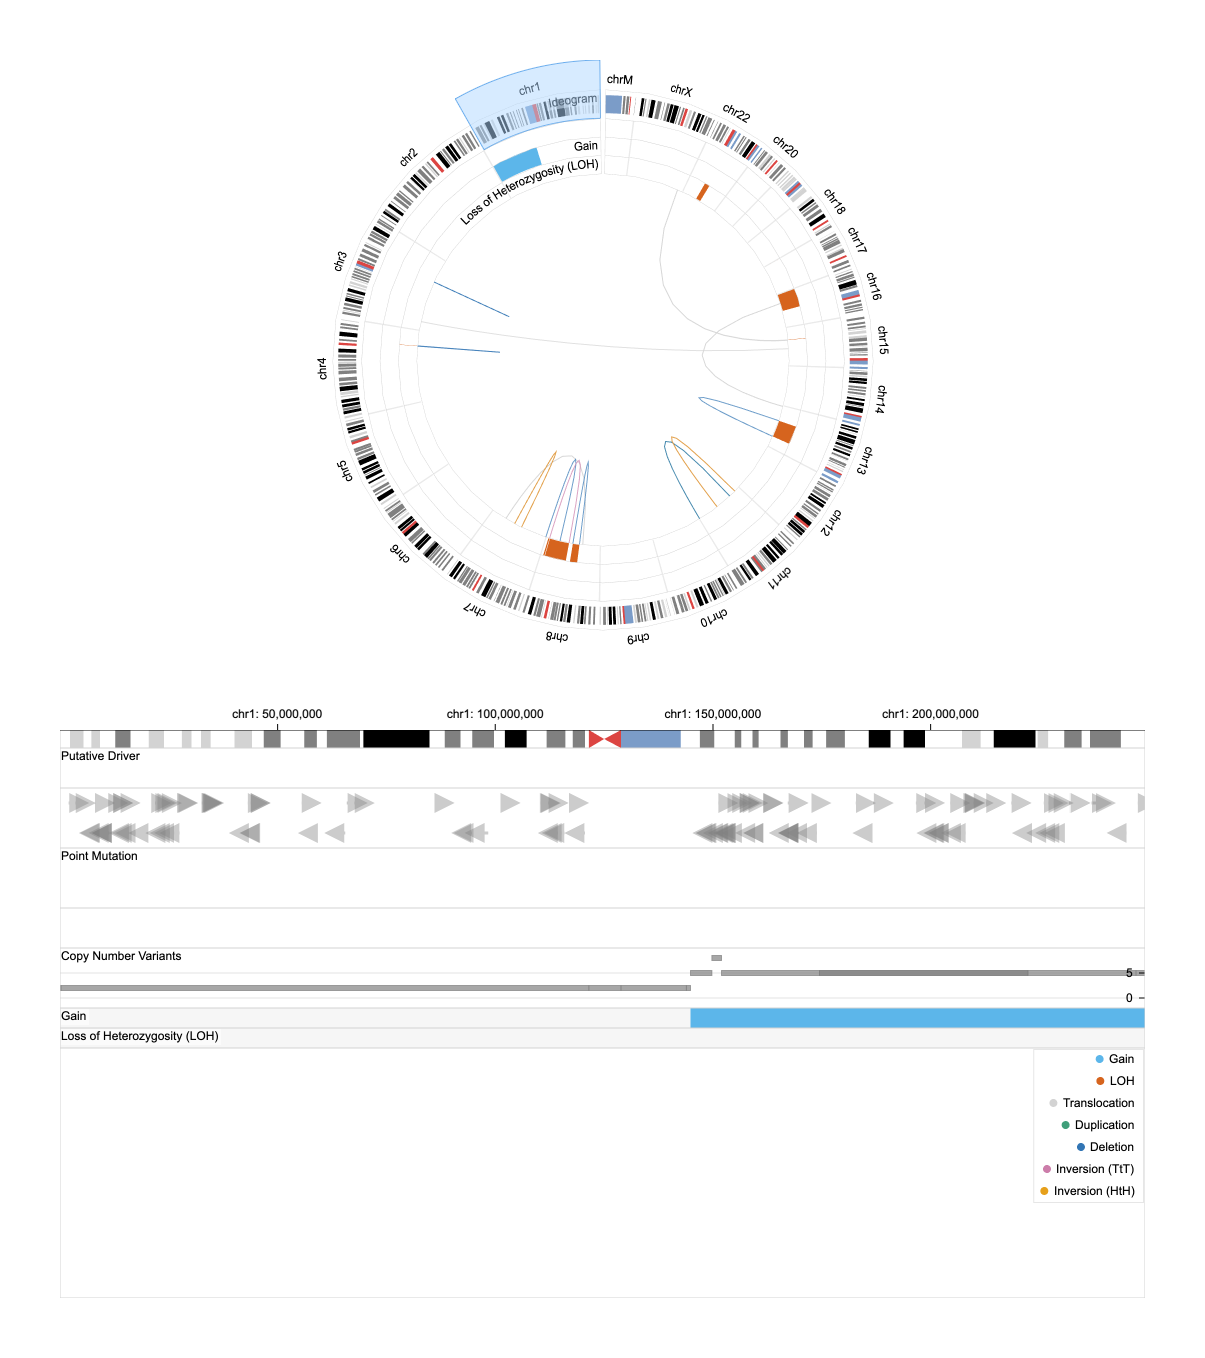 chrM
chrX
chr22
chr20
chr18
chr17
chr16
chr15
chr14
chr13
chr12
chr11
chr10
chr9
chr8
chr7
chr6
chr5
chr4
chr3
chr2
chr1
Ideogram
Gain
Loss of Heterozygosity (LOH)
chr1: 50,000,000 chr1: 100,000,000 chr1: 150,000,000 chr1: 200,000,000
Putative Driver
Point Mutation
Copy Number Variants
5
0
Gain
Loss of Heterozygosity (LOH)
Gain
LOH
Translocation
Duplication
Deletion
Inversion (TtT)
Inversion (HtH)